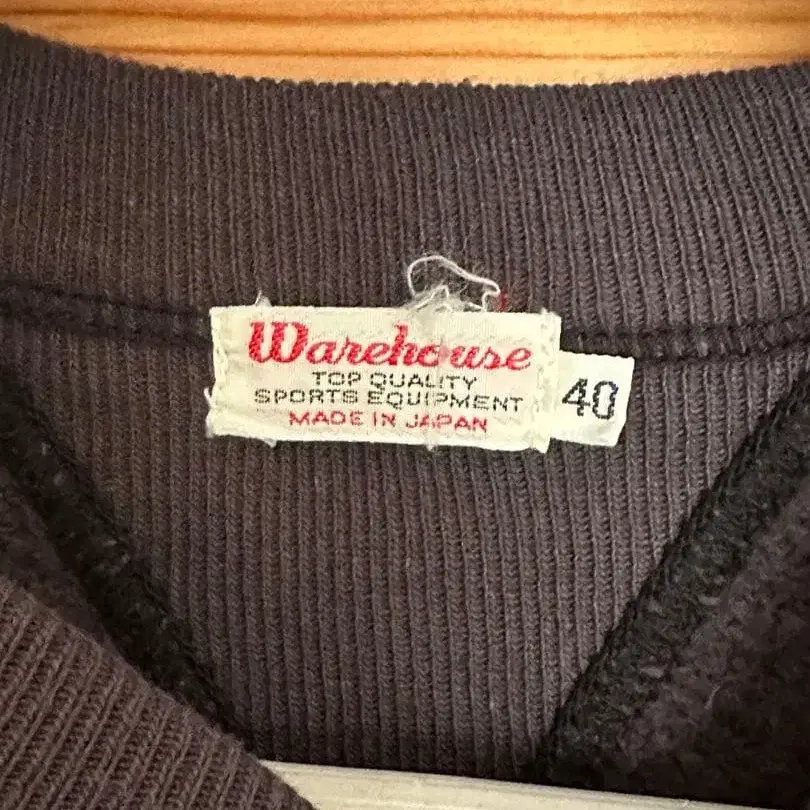 Warehouse
TOP QUALITY
SPORTS EQUIPMENT
MADE IN JAPAN
40